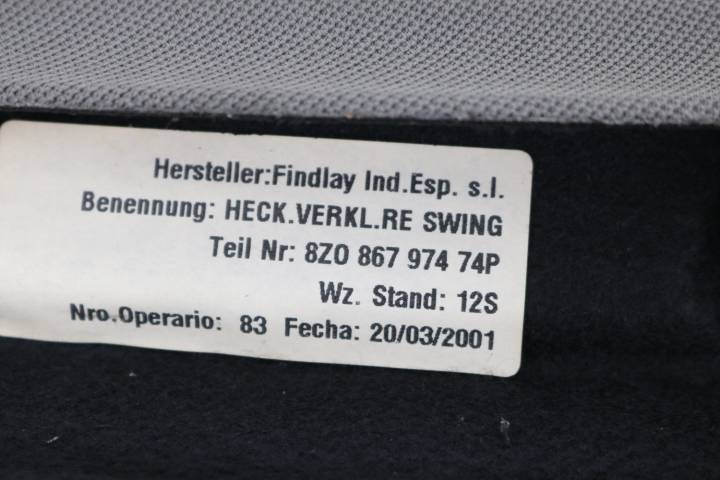 Hersteller:Findlay Ind.Esp. s.l.
Benennung: HECK.VERKL.RE SWING
Teil Nr: 8Z0 867 974 74P
Wz. Stand: 12S
Nro.Operario: 83 Fecha: 20/03/2001